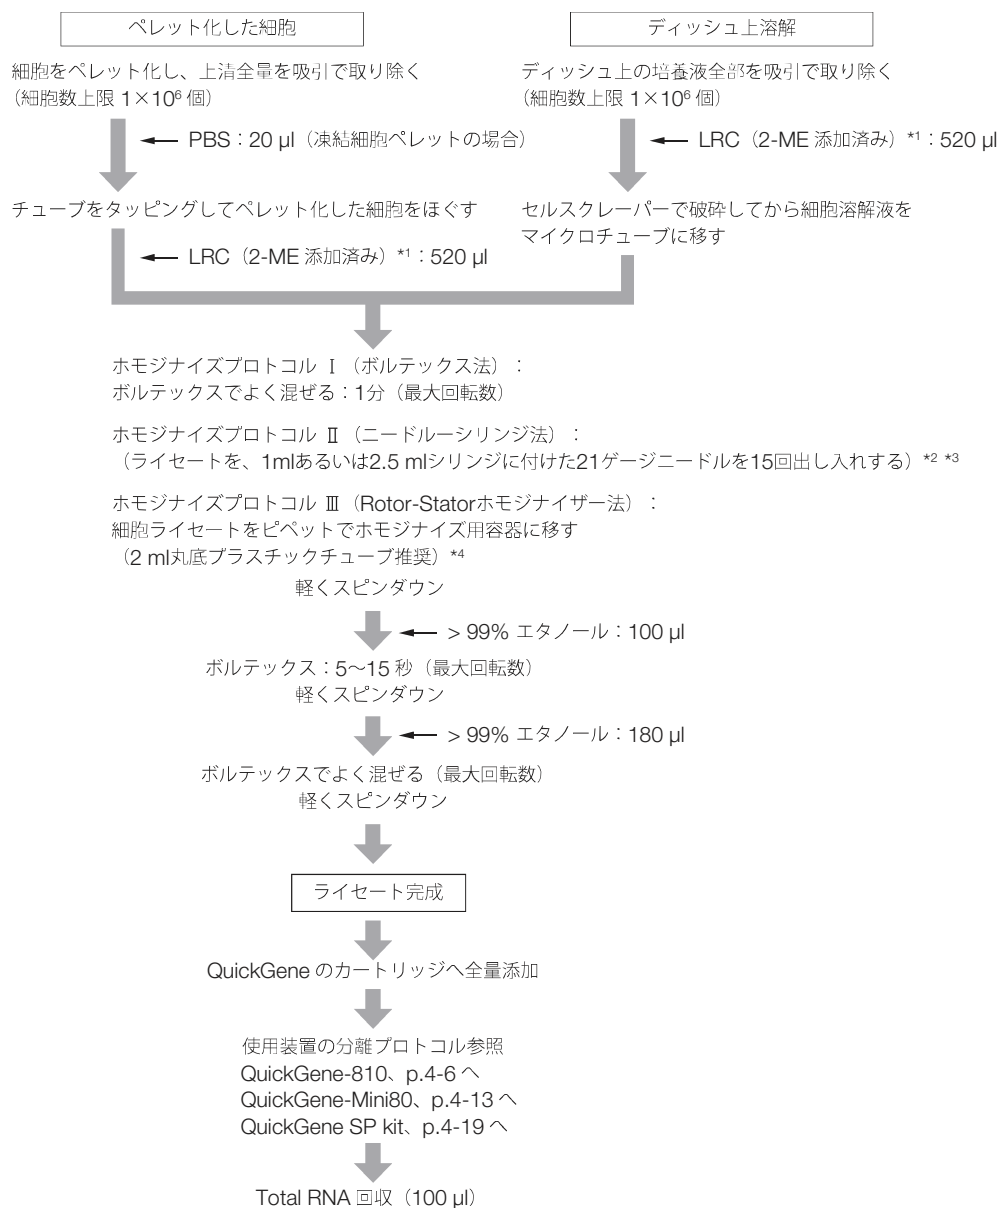 ペレット化した細胞
細胞をペレット化し、上清全量を吸引で取り除く
（細胞数上限 1×10⁶ 個）
PBS：20 µl（凍結細胞ペレットの場合）
チューブをタッピングしてペレット化した細胞をほぐす
LRC（2-ME 添加済み）*¹：520 µl
ディッシュ上溶解
ディッシュ上の培養液全部を吸引で取り除く
（細胞数上限 1×10⁶ 個）
LRC（2-ME 添加済み）*¹：520 µl
セルスクレーパーで破砕してから細胞溶解液を
マイクロチューブに移す
ホモジナイズプロトコル Ⅰ（ボルテックス法）：
ボルテックスでよく混ぜる：1分（最大回転数）
ホモジナイズプロトコル Ⅱ（ニードルーシリンジ法）：
（ライセートを、1mlあるいは2.5 mlシリンジに付けた21ゲージニードルを15回出し入れする）*² *³
ホモジナイズプロトコル Ⅲ（Rotor-Statorホモジナイザー法）：
細胞ライセートをピペットでホモジナイズ用容器に移す
（2 ml丸底プラスチックチューブ推奨）*⁴
軽くスピンダウン
> 99% エタノール：100 µl
ボルテックス：5〜15 秒（最大回転数）
軽くスピンダウン
> 99% エタノール：180 µl
ボルテックスでよく混ぜる（最大回転数）
軽くスピンダウン
ライセート完成
QuickGene のカートリッジへ全量添加
使用装置の分離プロトコル参照
QuickGene-810、p.4-6 へ
QuickGene-Mini80、p.4-13 へ
QuickGene SP kit、p.4-19 へ
Total RNA 回収（100 µl）